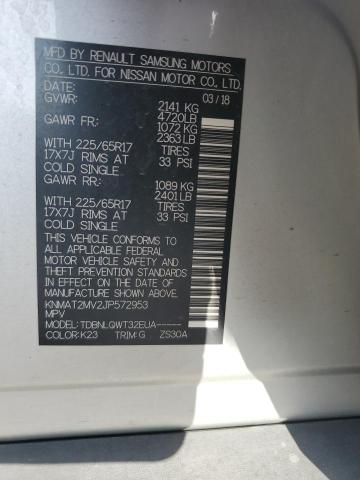 MFD BY RENAULT SAMSUNG MOTORS
CO., LTD. FOR NISSAN MOTOR CO., LTD.
DATE: 03/18
GVWR: 2141 KG
4720LB
GAWR FR: 1072 KG
2363LB
WITH 225/65R17 TIRES
17X7J RIMS AT 33 PSI
COLD SINGLE
GAWR RR: 1089 KG
2401LB
WITH 225/65R17 TIRES
17X7J RIMS AT 33 PSI
COLD SINGLE
THIS VEHICLE CONFORMS TO
ALL APPLICABLE U.S. FEDERAL
MOTOR VEHICLE SAFETY AND
THEFT PREVENTION STANDARDS
IN EFFECT ON THE DATE OF
MANUFACTURE SHOWN ABOVE.
KNMAT2MV2JP572953
MPV
MODEL:TDBNLQWT32EUA-----
COLOR:K23 TRIM:G ZS30A